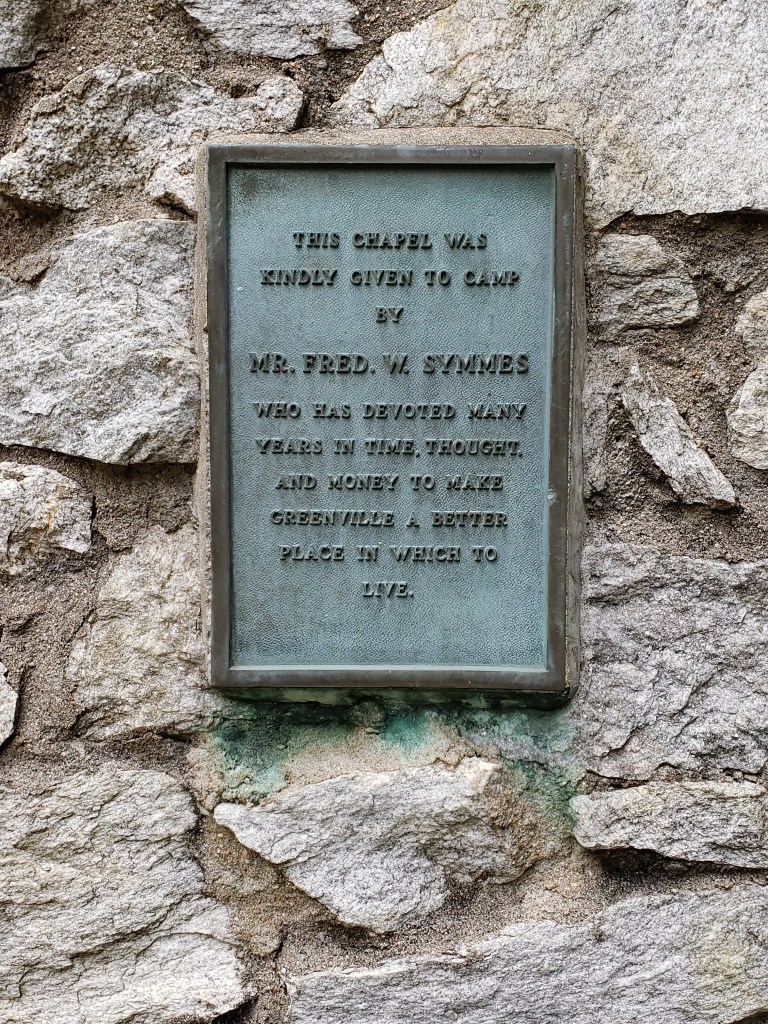 THIS CHAPEL WAS
KINDLY GIVEN TO CAMP
BY
MR. FRED. W. SYMMES
WHO HAS DEVOTED MANY
YEARS IN TIME, THOUGHT,
AND MONEY TO MAKE
GREENVILLE A BETTER
PLACE IN WHICH TO
LIVE.